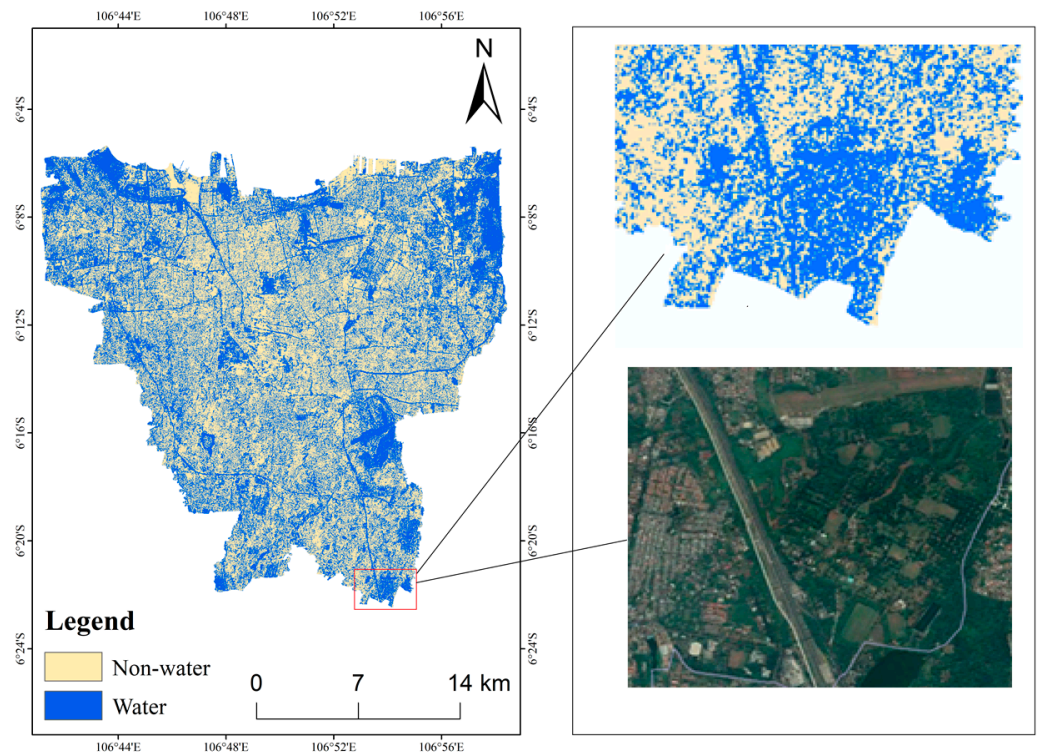 106°44'E 106°48'E 106°52'E 106°56'E
N
6°4'S 6°4'S
6°8'S 6°8'S
6°12'S 6°12'S
6°16'S 6°16'S
6°20'S 6°20'S
6°24'S 6°24'S
Legend
Non-water
Water
0 7 14 km
106°44'E 106°48'E 106°52'E 106°56'E